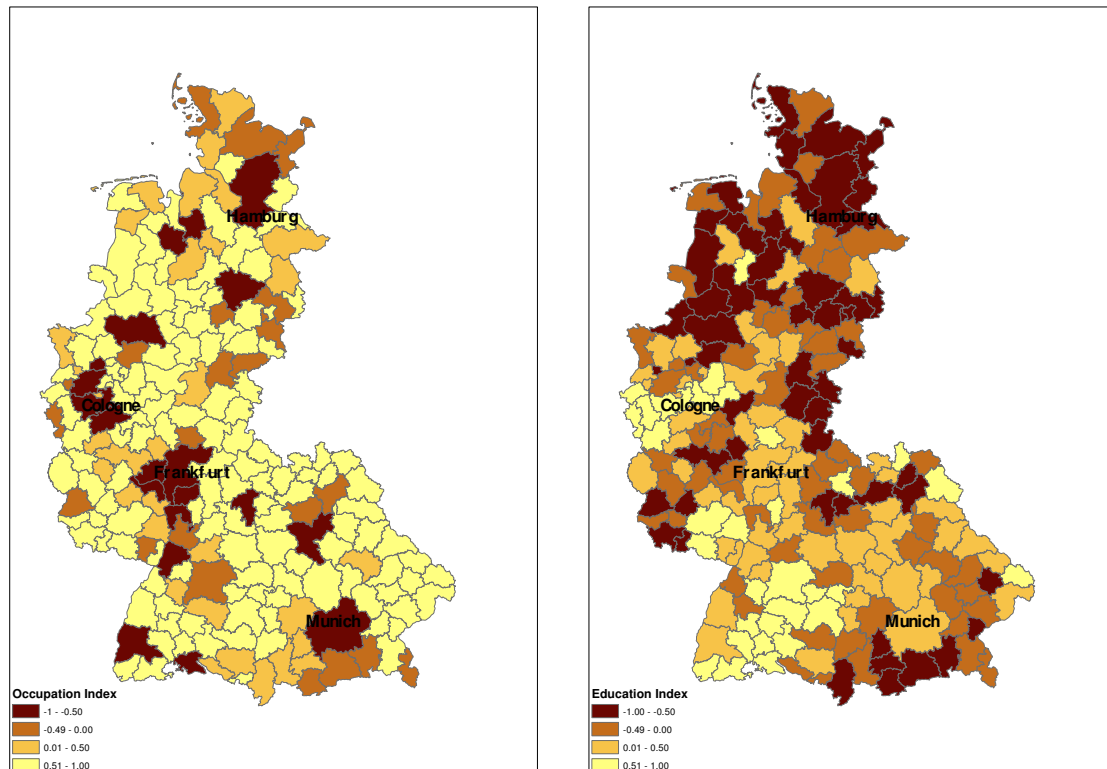 Hamburg
Cologne
Frankfurt
Munich
Occupation Index
-1 - -0.50
-0.49 - 0.00
0.01 - 0.50
0.51 - 1.00
Hamburg
Cologne
Frankfurt
Munich
Education Index
-1.00 - -0.50
-0.49 - 0.00
0.01 - 0.50
0.51 - 1.00